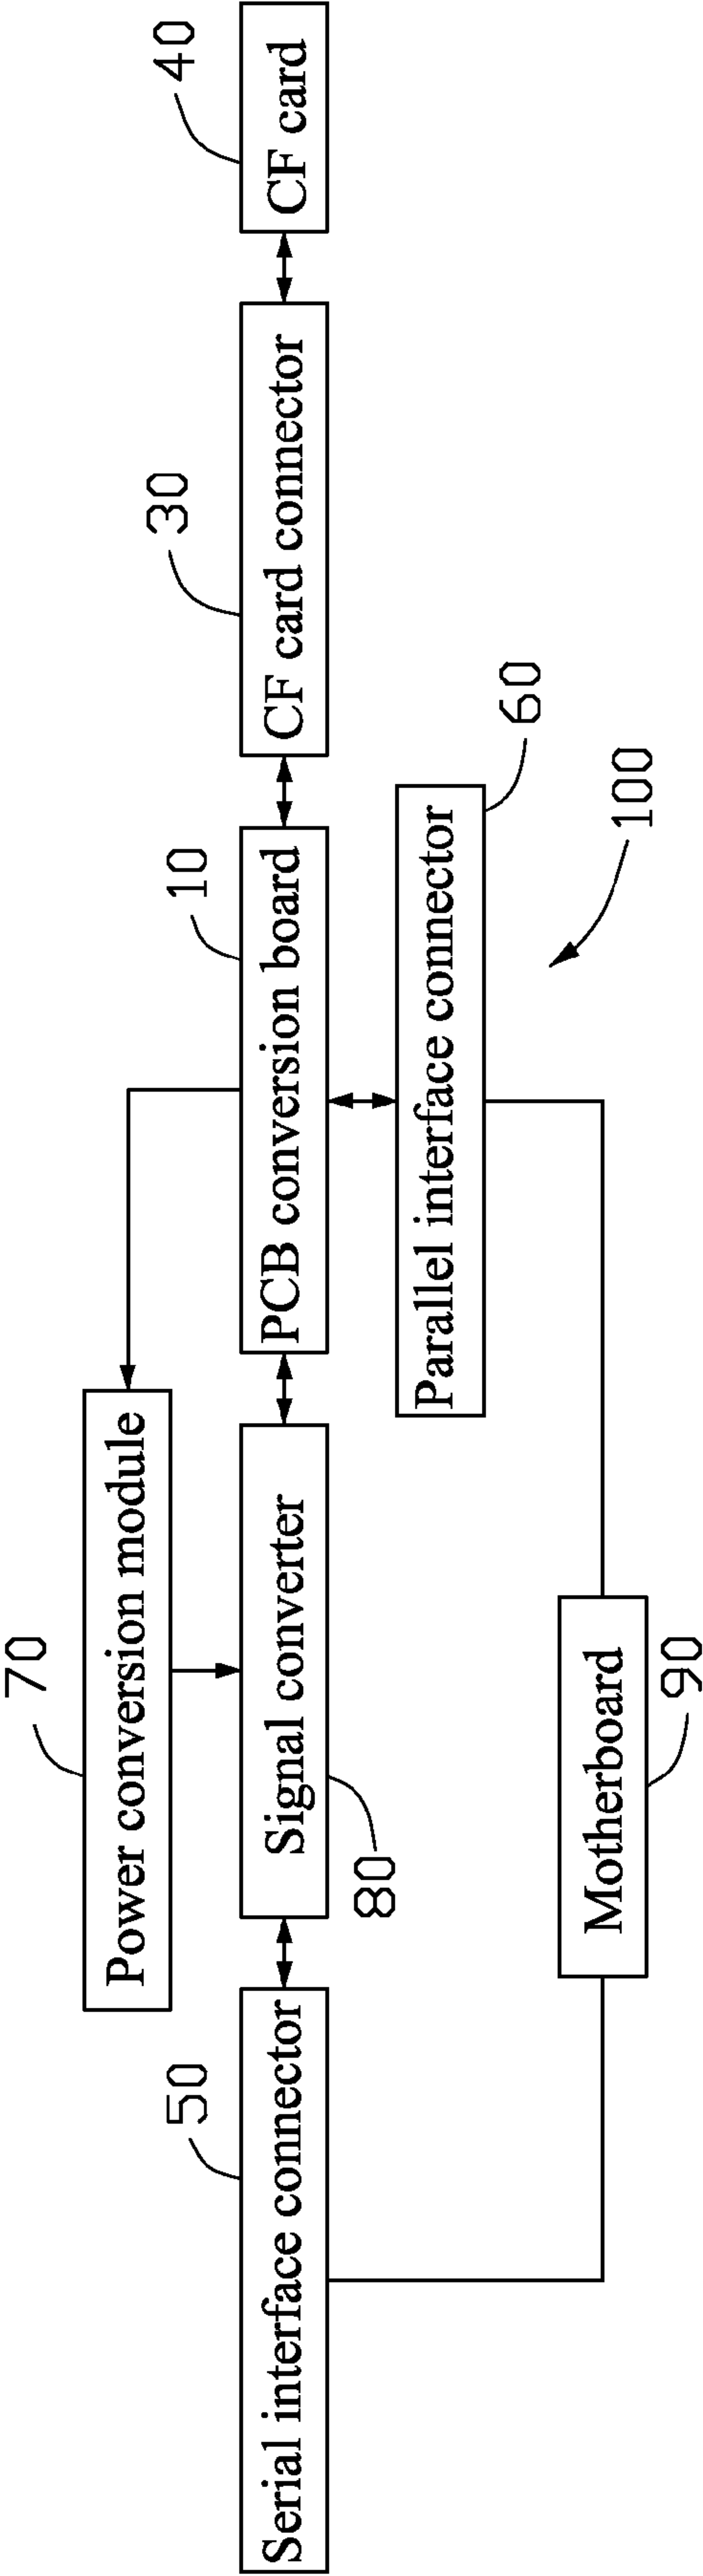 70
Power conversion module
50
10
30
40
Serial interface connector
Signal converter
PCB conversion board
CF card connector
CF card
80
Parallel interface connector
60
Motherboard
100
90